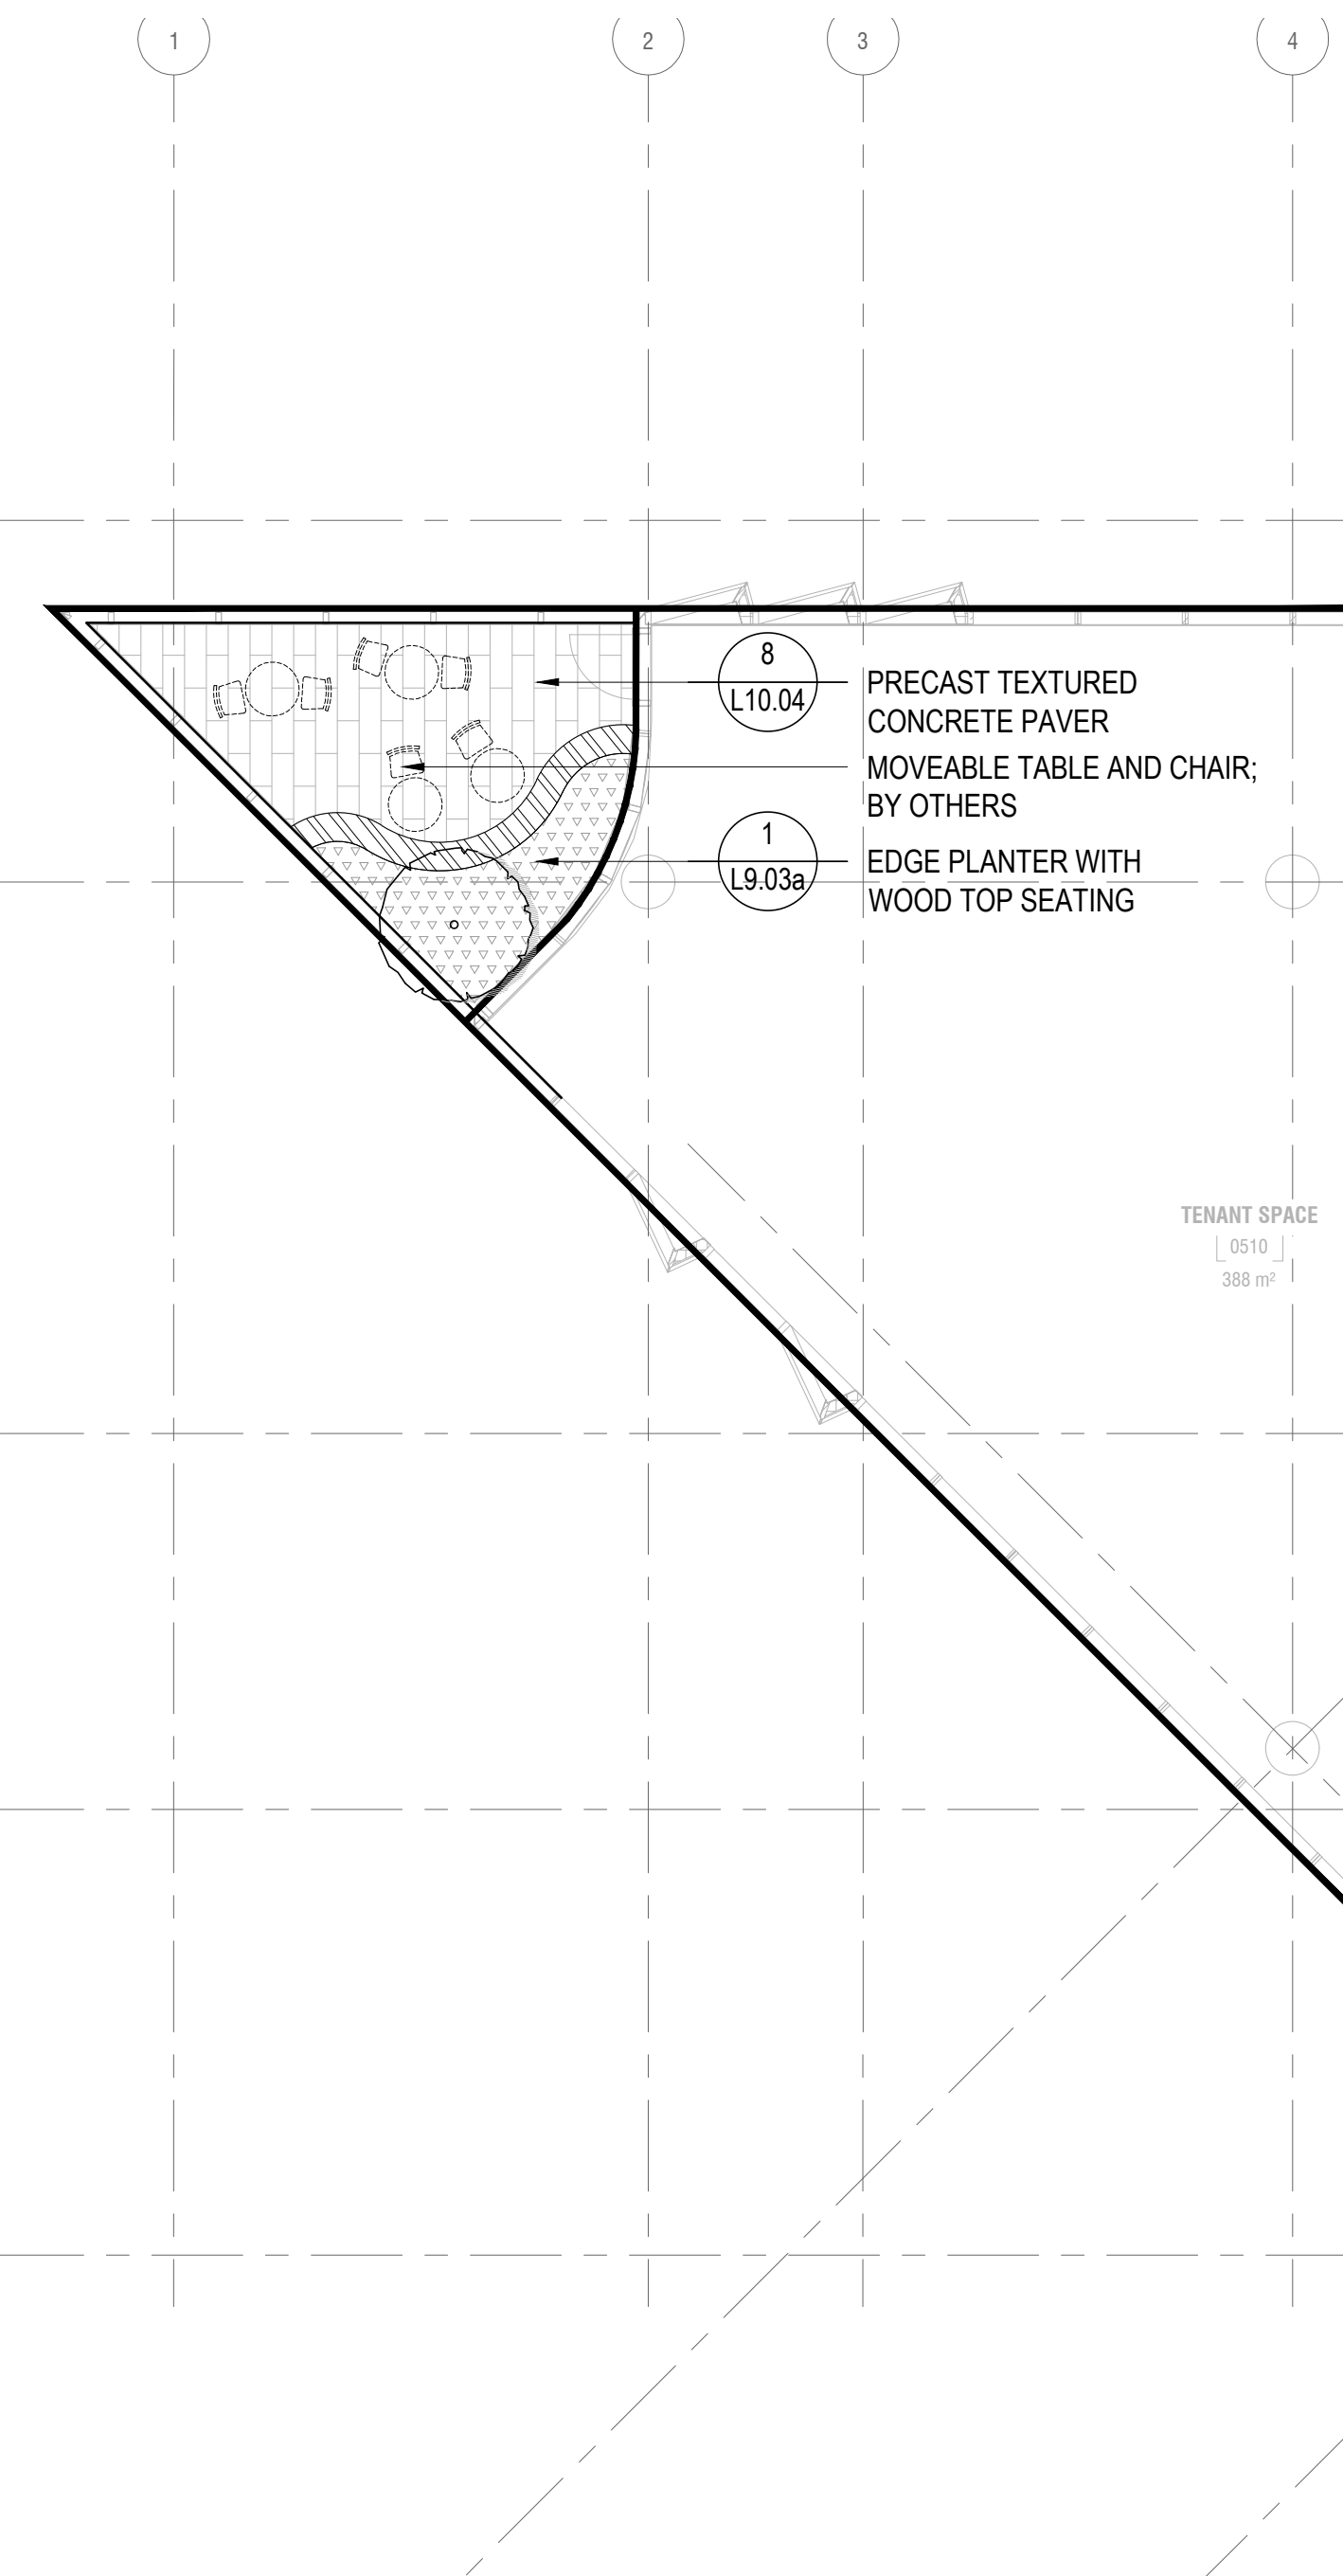 1
2
3
4
8
L10.04
PRECAST TEXTURED
CONCRETE PAVER
MOVEABLE TABLE AND CHAIR;
BY OTHERS
1
L9.03a
EDGE PLANTER WITH
WOOD TOP SEATING
TENANT SPACE
0510
388 m²